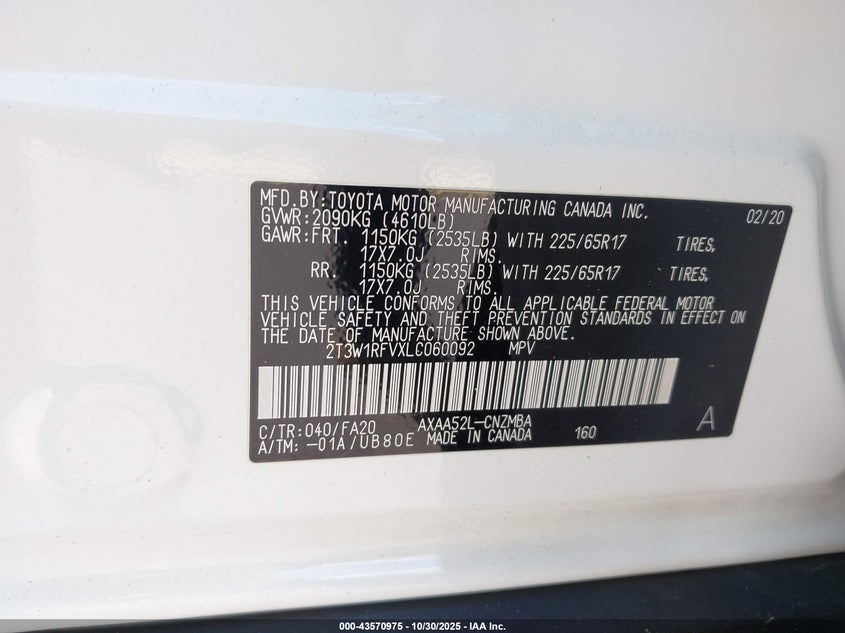 MFD.BY:TOYOTA MOTOR MANUFACTURING CANADA INC. 02/20
GVWR:2090KG (4610LB)
GAWR:FRT. 1150KG (2535LB) WITH 225/65R17 TIRES,
17X7.0J RIMS.
RR. 1150KG (2535LB) WITH 225/65R17 TIRES,
17X7.0J RIMS.
THIS VEHICLE CONFORMS TO ALL APPLICABLE FEDERAL MOTOR
VEHICLE SAFETY AND THEFT PREVENTION STANDARDS IN EFFECT ON
THE DATE OF MANUFACTURE SHOWN ABOVE.
2T3W1RFVXLC060092 MPV
C/TR:040/FA20 AXAA52L-CNZMBA
A/TM:-01A/UB80E MADE IN CANADA 160 A
000-43570975 - 10/30/2025 - IAA Inc.